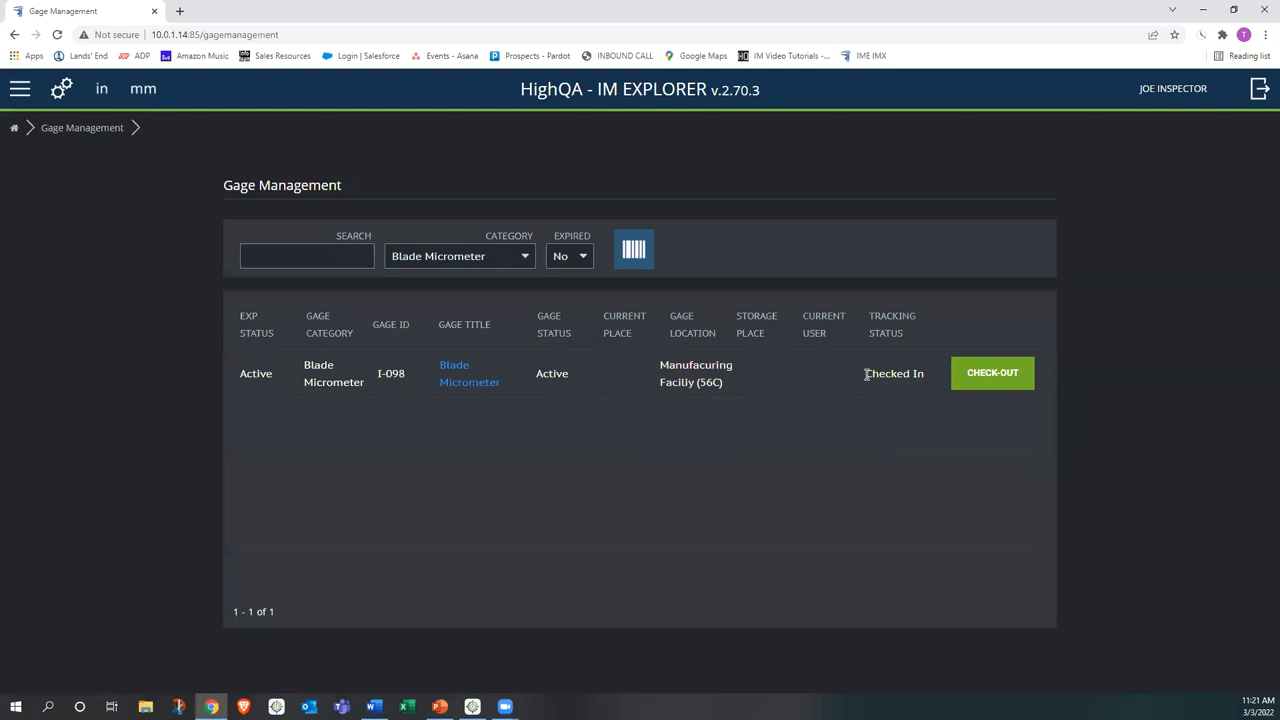 Gage Management
Not secure 10.0.1.14:85/gagemanagement
T
Apps Lands' End ADP Amazon Music Sales Resources Login | Salesforce Events - Asana Prospects - Pardot INBOUND CALL Google Maps IM Video Tutorials -... IME IMX Reading list
in mm HighQA - IM EXPLORER v.2.70.3 JOE INSPECTOR
Gage Management
Gage Management
SEARCH CATEGORY EXPIRED
Blade Micrometer No
EXP STATUS GAGE CATEGORY GAGE ID GAGE TITLE GAGE STATUS CURRENT PLACE GAGE LOCATION STORAGE PLACE CURRENT USER TRACKING STATUS
Active Blade Micrometer I-098 Blade Micrometer Active Manufacuring Faciliy (56C) Checked In CHECK-OUT
1 - 1 of 1
11:21 AM
3/3/2022